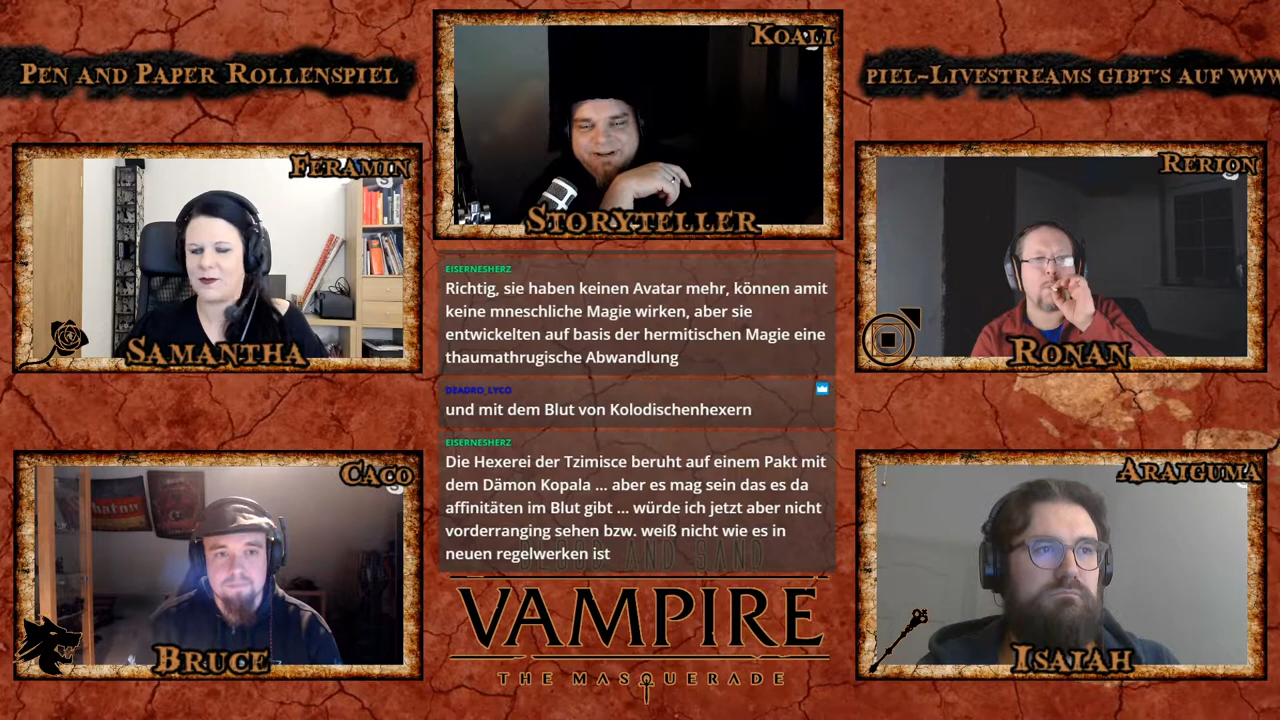 KOALI
PEN AND PAPER ROLLENSPIEL
PIEL-LIVESTREAMS GIBT'S AUF WWW
FERAMIN
RERION
STORYTELLER
SAMANTHA
RONAN
EISERNESHERZ
Richtig, sie haben keinen Avatar mehr, können amit
keine mneschliche Magie wirken, aber sie
entwickelten auf basis der hermitischen Magie eine
thaumathrugische Abwandlung
DEADRO_LYCO
und mit dem Blut von Kolodischenhexern
EISERNESHERZ
Die Hexerei der Tzimisce beruht auf einem Pakt mit
dem Dämon Kopala ... aber es mag sein das es da
affinitäten im Blut gibt ... würde ich jetzt aber nicht
vorderranging sehen bzw. weiß nicht wie es in
neuen regelwerken ist
CACO
ARAIGUMA
BLOOD AND SAND
VAMPIRE
THE MASQUERADE
BRUCE
ISAIAH